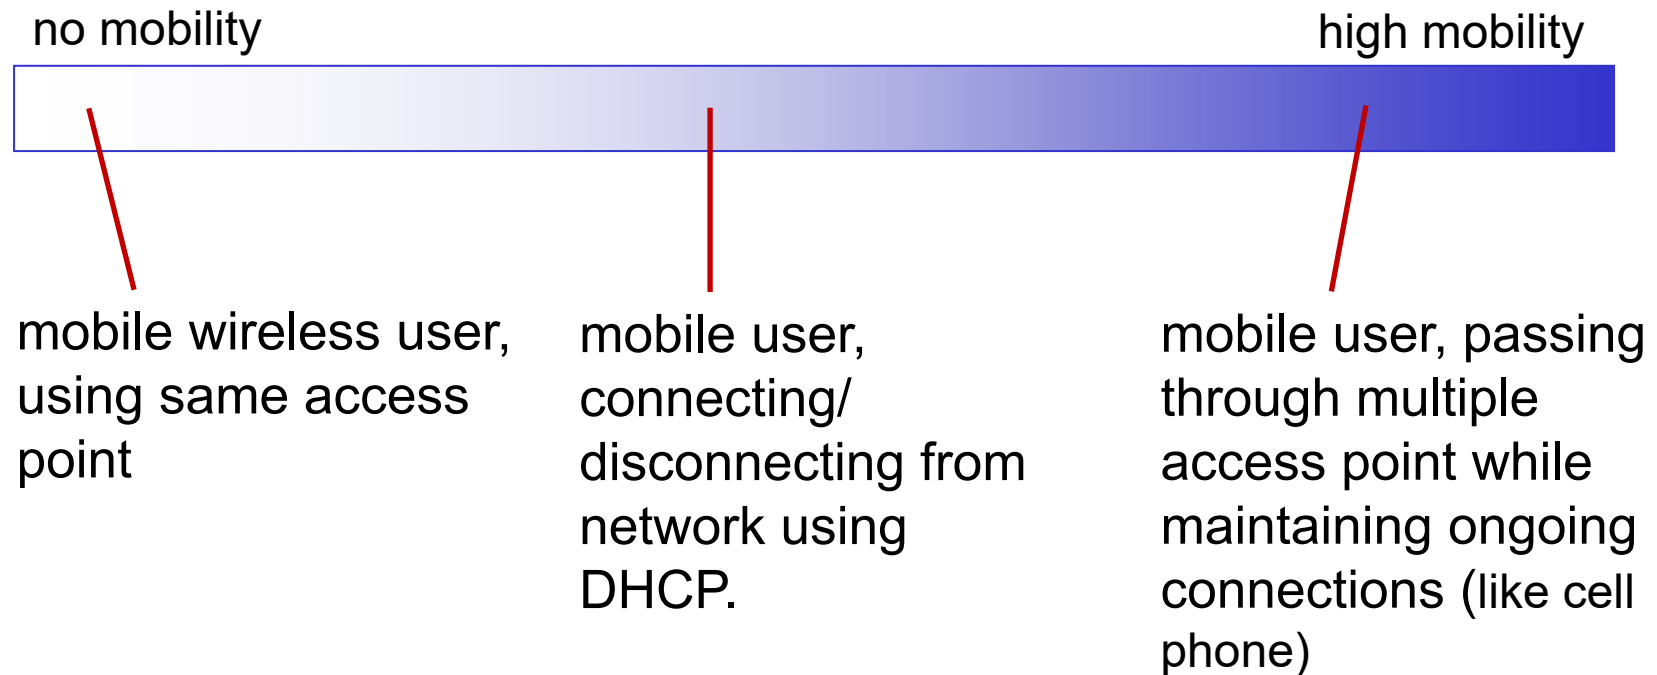 no mobility
high mobility
mobile wireless user,
using same access
point
mobile user,
connecting/
disconnecting from
network using
DHCP.
mobile user, passing
through multiple
access point while
maintaining ongoing
connections (like cell
phone)